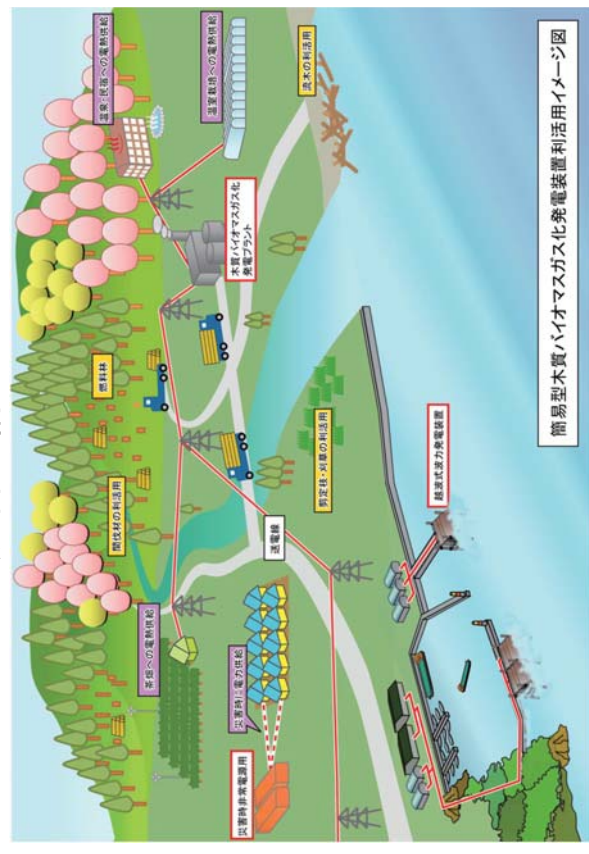 簡易型木質バイオマスガス化発電装置利活用イメージ図
間伐材の利活用
燃料林
温泉・民宿への電熱供給
茶畑への電熱供給
木質バイオマスガス化
発電プラント
温室栽培への電熱供給
災害時に電力供給
送電線
災害時非常電源用
剪定枝・刈草の利活用
流木の利活用
越波式波力発電装置